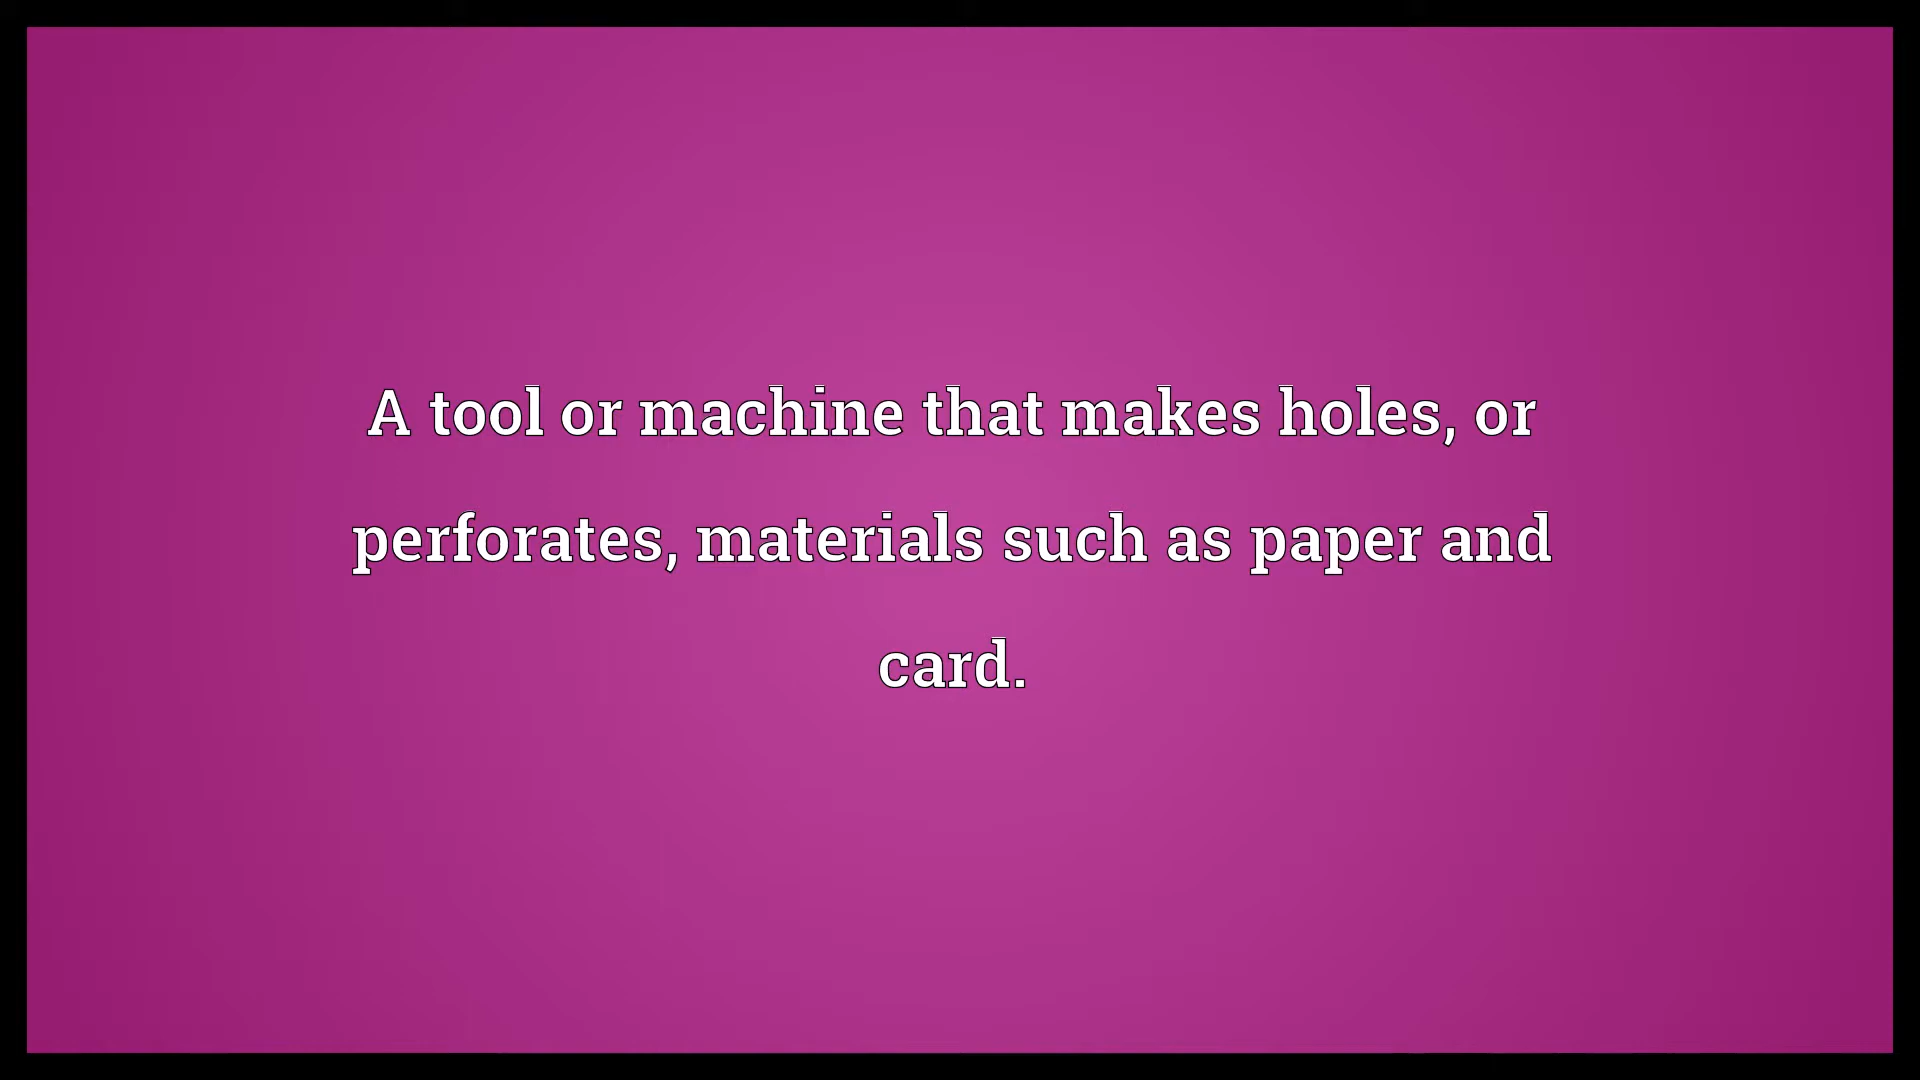 A tool or machine that makes holes, or
perforates, materials such as paper and
card.